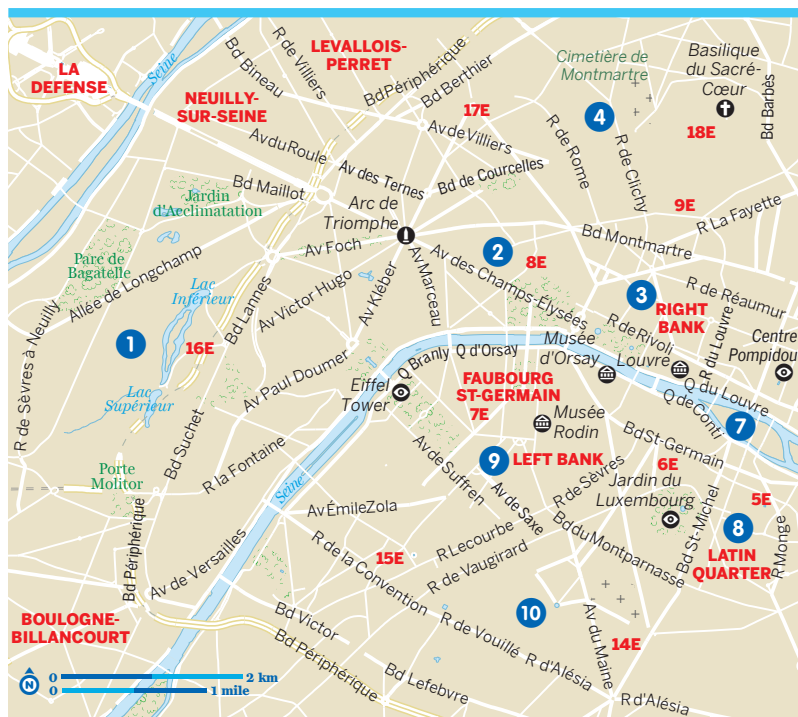 LEVALLOIS-
PERRET
Cimetière de
Montmartre
Basilique
du Sacré-
Cœur
LA
DEFENSE
Seine
Bd Bineau
R de Villiers
Bd Périphérique
Bd Berthier
NEUILLY-
SUR-SEINE
17E
4
18E
Bd Barbès
Av du Roule
Av de Villiers
Av des Ternes
Bd de Courcelles
R de Rome
R de Clichy
Bd Maillot
Jardin
d'Acclimatation
Arc de
Triomphe
9E
R La Fayette
Bd Montmartre
Parc de
Bagatelle
Allée de Longchamp
Av Foch
2
8E
Av des Champs-Élysées
Lac
Inférieur
Bd Lannes
Av Victor Hugo
Av Kléber
Av Marceau
3
RIGHT
BANK
R de Réaumur
R de Rivoli
R du Louvre
Centre
Pompidou
R de Sèvres à Neuilly
1
16E
Q Branly
Q d'Orsay
Musée
d'Orsay
Louvre
Q du Louvre
Q de Conti
Lac
Supérieur
Av Paul Doumer
Eiffel
Tower
FAUBOURG
ST-GERMAIN
7E
Musée
Rodin
7
Bd Suchet
Bd St-Germain
Av de Suffren
9
LEFT BANK
6E
Porte
Molitor
R la Fontaine
Seine
Av de Saxe
R de Sèvres
Jardin du
Luxembourg
5E
Av Émile Zola
R Lecourbe
Bd du Montparnasse
Bd St-Michel
8
LATIN
QUARTER
R Monge
Bd Périphérique
Av de Versailles
R de la Convention
15E
R de Vaugirard
BOULOGNE-
BILLANCOURT
Bd Victor
10
R de Vouillé
R d'Alésia
Av du Maine
14E
Bd Périphérique
Bd Lefebvre
R d'Alésia
N
0 2 km
0 1 mile